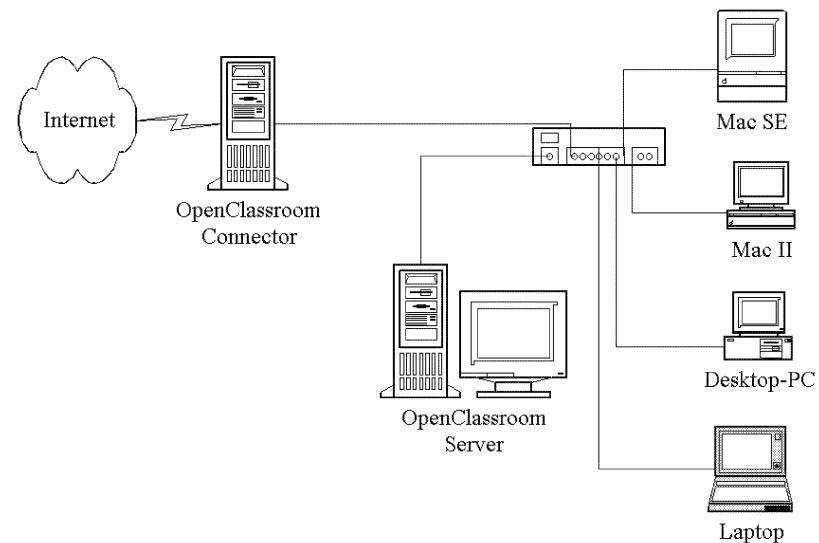 Internet
OpenClassroom
Connector
Mac SE
Mac II
OpenClassroom
Server
Desktop-PC
Laptop